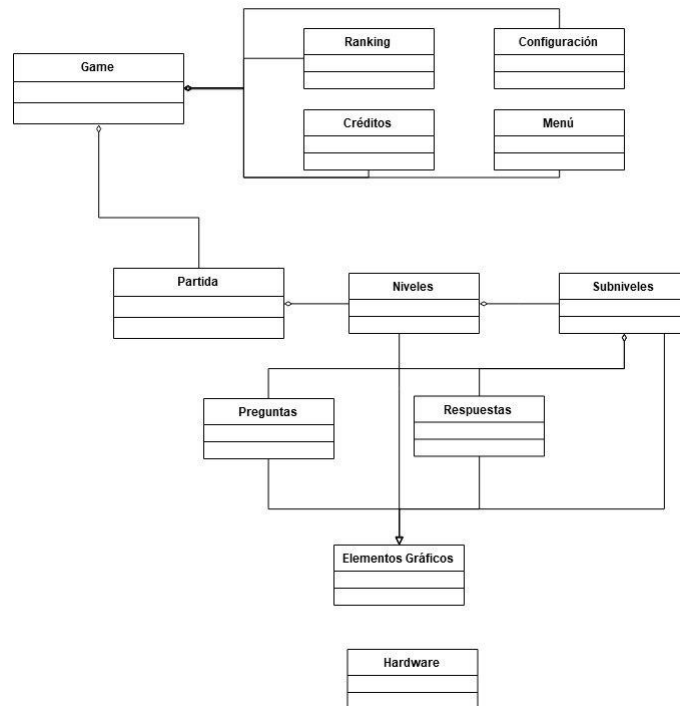 Ranking
Configuración
Game
Créditos
Menú
Partida
Niveles
Subniveles
Preguntas
Respuestas
Elementos Gráficos
Hardware